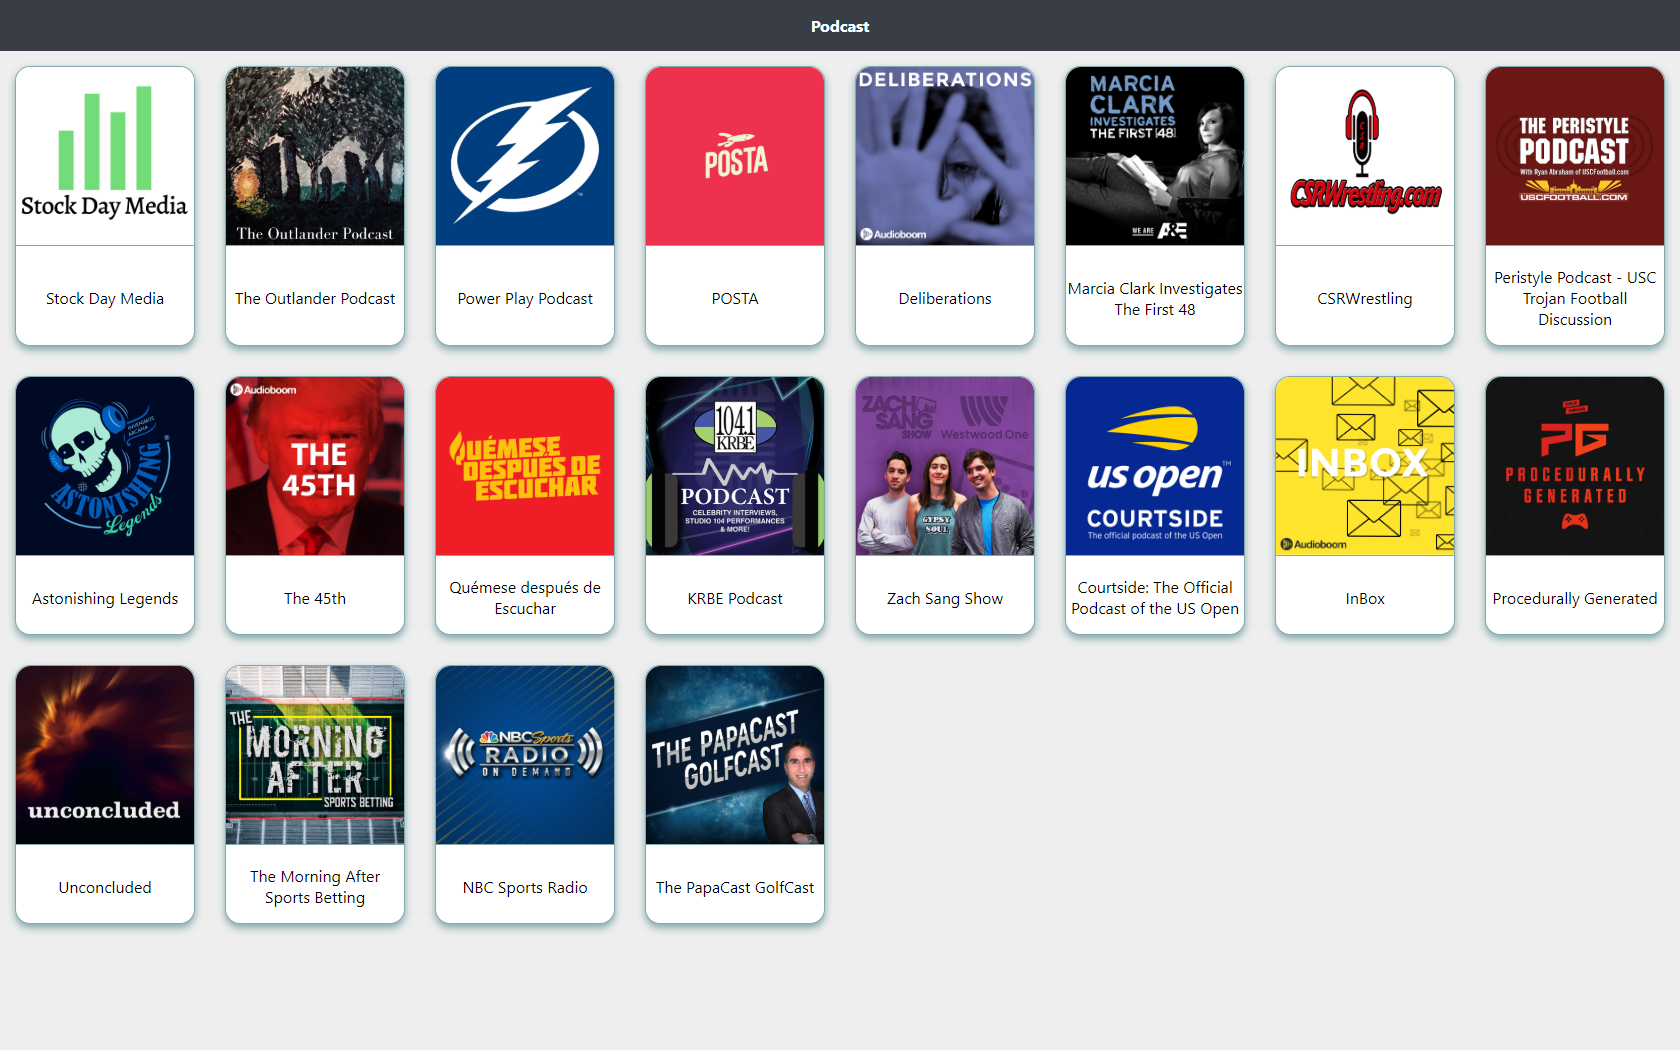 Podcast
Stock Day Media
The Outlander Podcast
POSTA
DELIBERATIONS
Audioboom
MARCIA
CLARK
INVESTIGATES
THE FIRST 48
WE ARE A&E
CSR
CSRWrestling.com
THE PERISTYLE
PODCAST
With Ryan Abraham of USCFootball.com
USCFOOTBALL.COM
Stock Day Media
The Outlander Podcast
Power Play Podcast
POSTA
Deliberations
Marcia Clark Investigates
The First 48
CSRWrestling
Peristyle Podcast - USC
Trojan Football
Discussion
ASTONISHING
Legends
Audioboom
THE
45TH
QUÉMESE
DESPUÉS DE
ESCUCHAR
104.1
KRBE
PODCAST
CELEBRITY INTERVIEWS,
STUDIO 104 PERFORMANCES
& MORE!
ZACH
SANG
SHOW
Westwood One
GYPSY
SOUL
us open
COURTSIDE
The official podcast of the US Open
INBOX
Audioboom
PG
PROCEDURALLY
GENERATED
Astonishing Legends
The 45th
Quémese después de
Escuchar
KRBE Podcast
Zach Sang Show
Courtside: The Official
Podcast of the US Open
InBox
Procedurally Generated
unconcluded
THE
MORNING
AFTER
SPORTS BETTING
NBC Sports
RADIO
ON DEMAND
THE PAPACAST
GOLFCAST
Unconcluded
The Morning After
Sports Betting
NBC Sports Radio
The PapaCast GolfCast